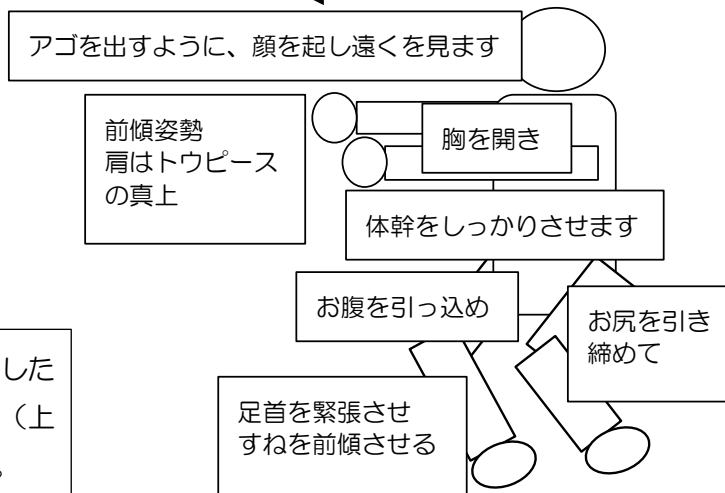 アゴを出すように、顔を起し遠くを見ます
前傾姿勢
肩はトウピース
の真上
胸を開き
体幹をしっかりさせます
お腹を引っ込め
お尻を引き
締めて
した
（上
。
足首を緊張させ
すねを前傾させる